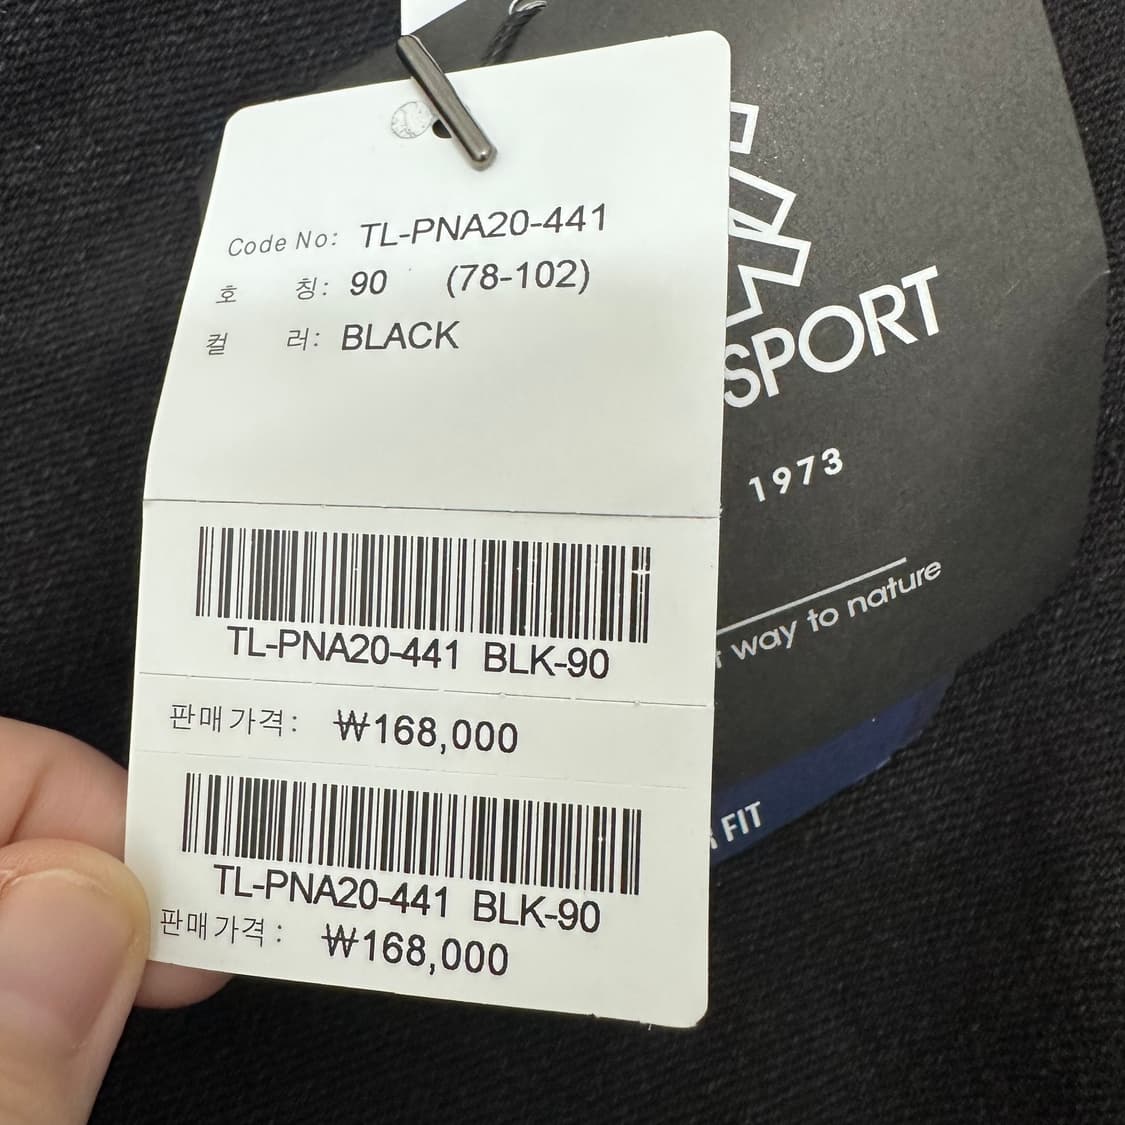 Code No: TL-PNA20-441
호 칭: 90 (78-102)
컬 러: BLACK
TL-PNA20-441 BLK-90
판매가격: ₩168,000
TL-PNA20-441 BLK-90
판매가격: ₩168,000
SPORT
1973
way to nature
FIT